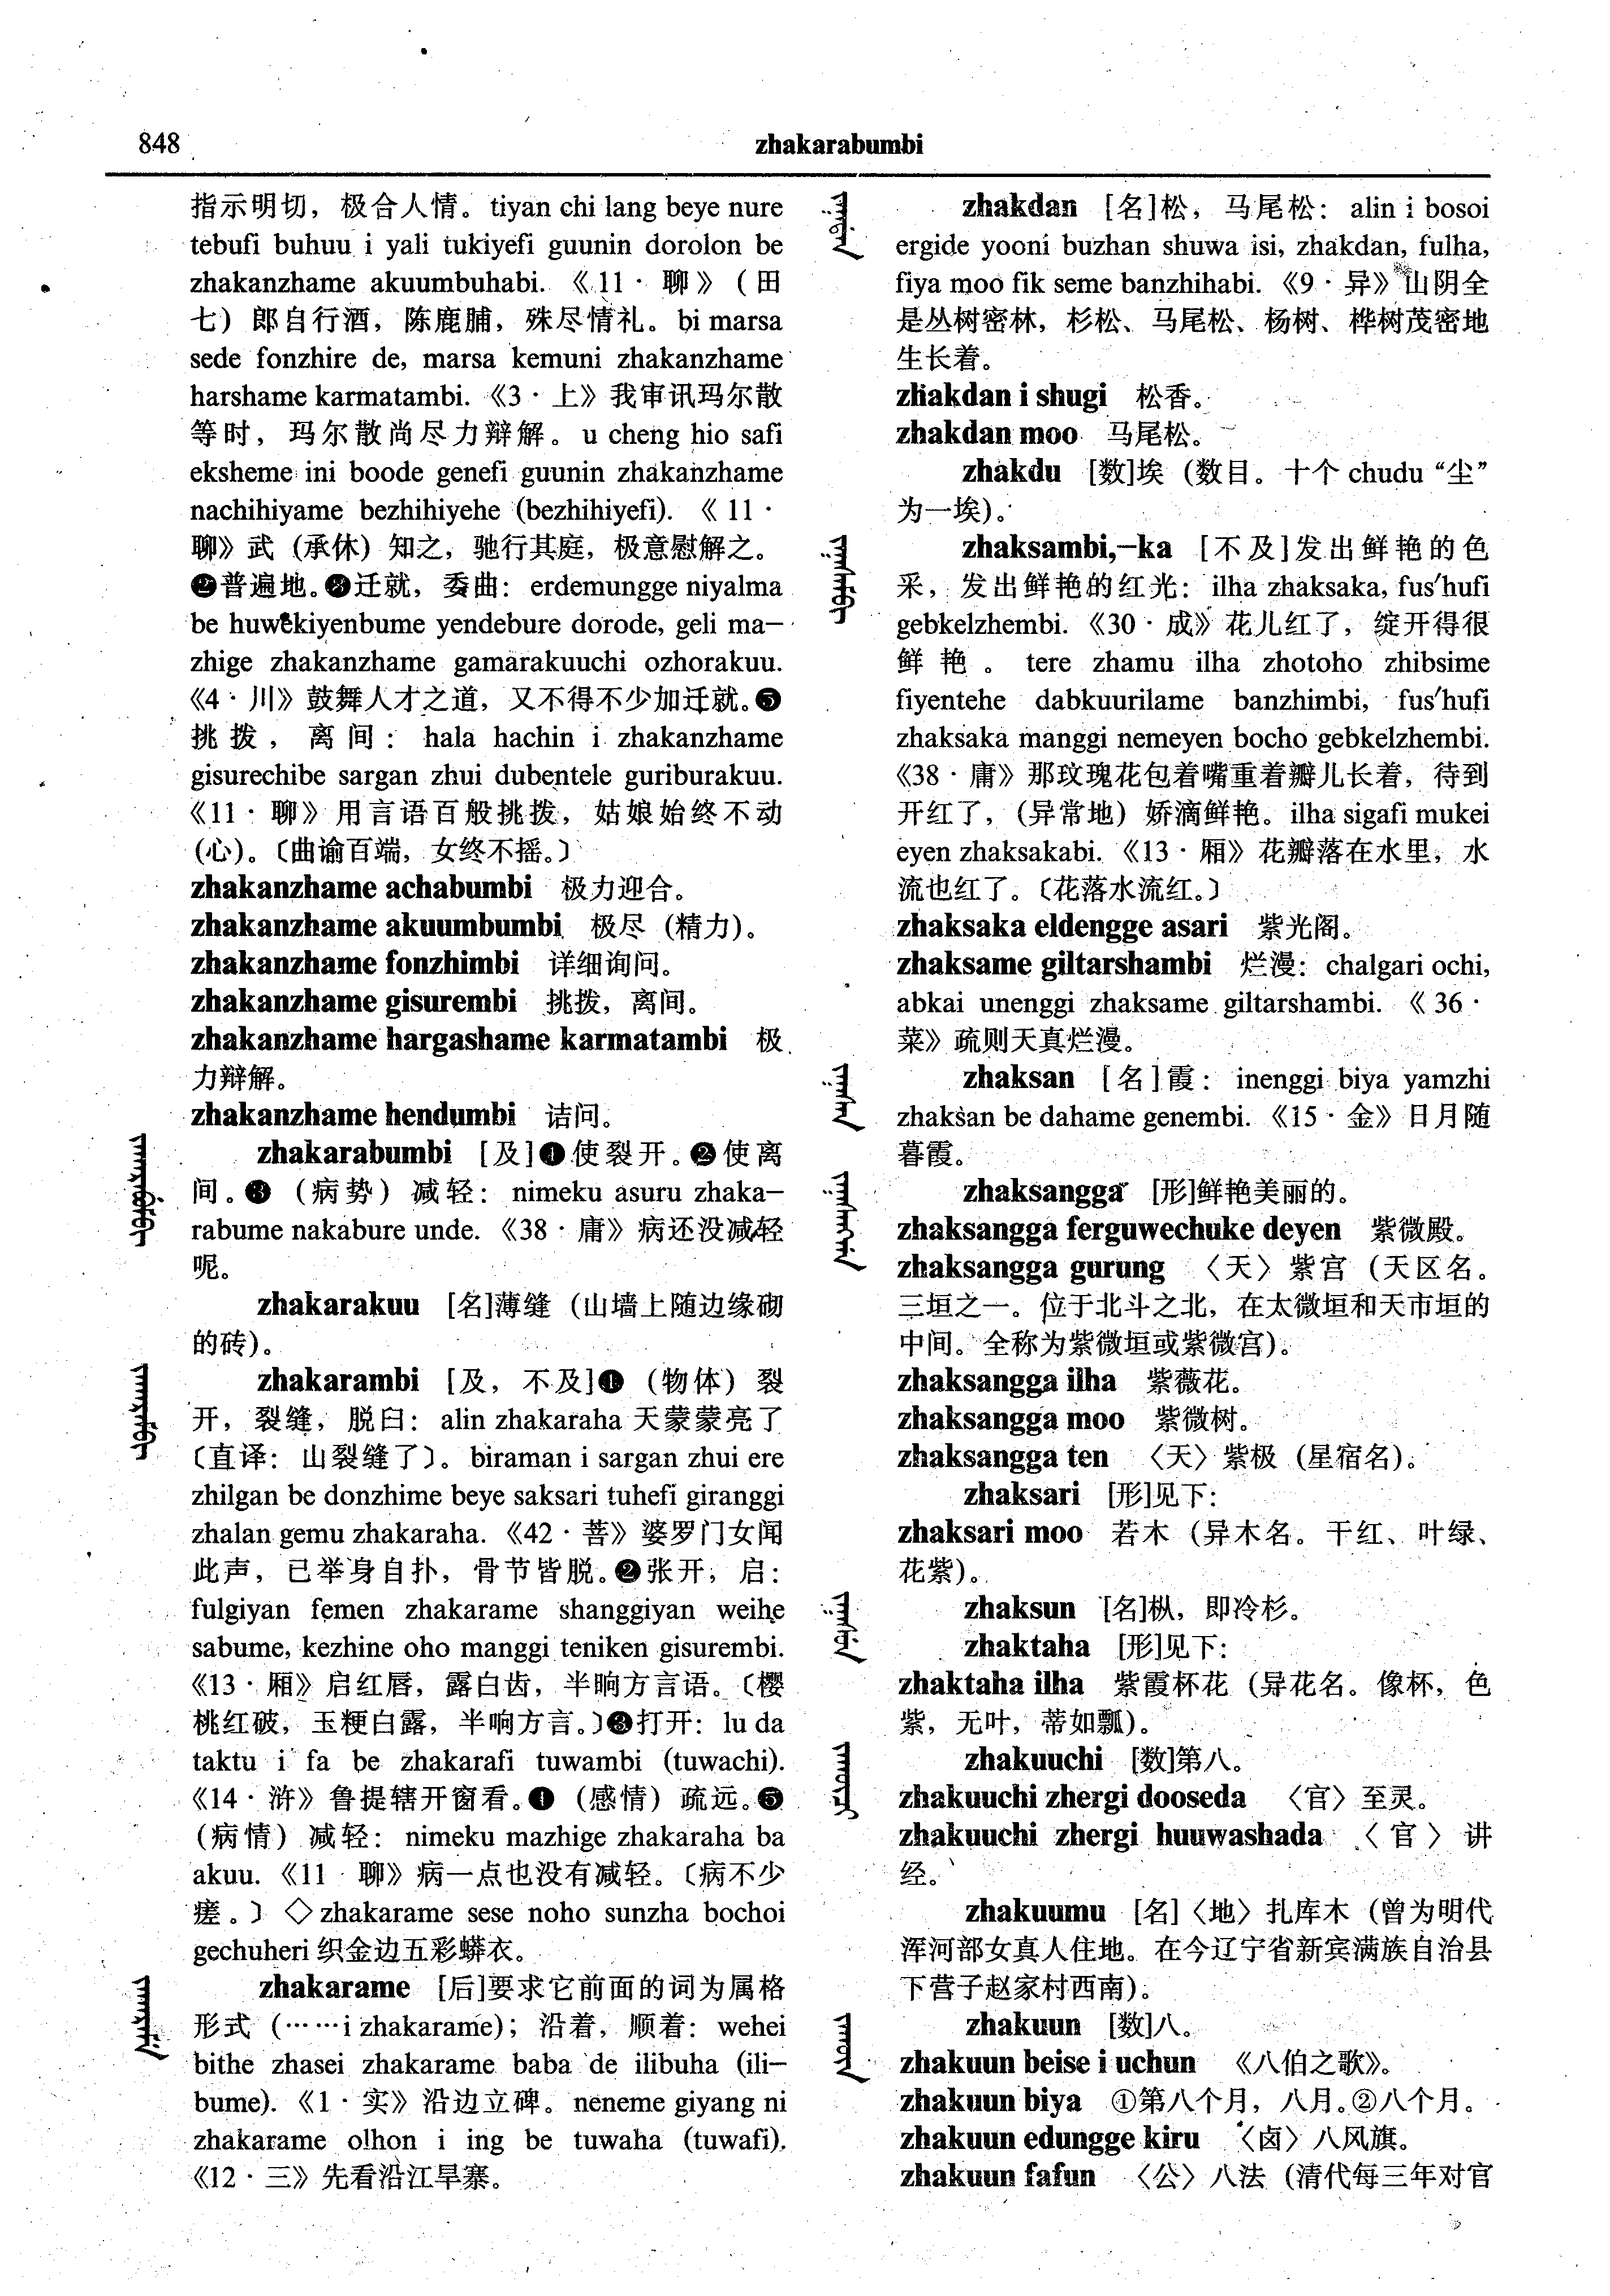 848
zhakarabumbi
指示明切，极合人情。tiyan chi lang beye nure
tebufi buhuu i yali tukiyefi guunin dorolon be
zhakanzhame akuumbuhabi.《11·聊》（田
七）郎自行酒，陈鹿脯，殊尽情礼。bi marsa
sede fonzhire de, marsa kemuni zhakanzhame
harshame karmatambi.《3·上》我审讯玛尔散
等时，玛尔散尚尽力辩解。u cheng hio safi
eksheme ini boode genefi guunin zhakanzhame
nachihiyame bezhihiyehe (bezhihiyefi).《11·
聊》武（承休）知之，驰行其庭，极意慰解之。
❷普遍地。❹迁就，委曲：erdemungge niyalma
be huwekiyenbume yendebure dorode, geli ma-
zhige zhakanzhame gamarakuuchi ozhorakuu.
《4·川》鼓舞人才之道，又不得不少加迁就。❺
挑拨，离间：hala hachin i zhakanzhame
gisurechibe sargan zhui dubentele guriburakuu.
《11·聊》用言语百般挑拨，姑娘始终不动
（心）。〔曲谕百端，女终不摇。〕
zhakanzhame achabumbi 极力迎合。
zhakanzhame akuumbumbi 极尽（精力）。
zhakanzhame fonzhimbi 详细询问。
zhakanzhame gisurembi 挑拨，离间。
zhakanzhame hargashame karmatambi 极
力辩解。
zhakanzhame hendumbi 诘问。
zhakarabumbi [及]❶使裂开。❷使离
间。❸（病势）减轻：nimeku asuru zhaka-
rabume nakabure unde.《38·庸》病还没减轻
呢。
zhakarakuu [名]薄缝（山墙上随边缘砌
的砖）。
zhakarambi [及，不及]❶（物体）裂
开，裂缝，脱臼：alin zhakaraha 天蒙蒙亮了
〔直译：山裂缝了〕。biraman i sargan zhui ere
zhilgan be donzhime beye saksari tuhefi giranggi
zhalan gemu zhakaraha.《42·菩》婆罗门女闻
此声，已举身自扑，骨节皆脱。❷张开，启：
fulgiyan femen zhakarame shanggiyan weihe
sabume, kezhine oho manggi teniken gisurembi.
《13·厢》启红唇，露白齿，半晌方言语。〔樱
桃红破，玉粳白露，半响方言。〕❸打开：lu da
taktu i fa be zhakarafi tuwambi (tuwachi).
《14·浒》鲁提辖开窗看。❹（感情）疏远。❺
（病情）减轻：nimeku mazhige zhakaraha ba
akuu.《11·聊》病一点也没有减轻。〔病不少
瘥。〕◇zhakarame sese noho sunzha bochoi
gechuheri 织金边五彩蟒衣。
zhakarame [后]要求它前面的词为属格
形式（……i zhakarame）；沿着，顺着：wehei
bithe zhasei zhakarame baba de ilibuha (ili-
bume).《1·实》沿边立碑。neneme giyang ni
zhakarame olhon i ing be tuwaha (tuwafi).
《12·三》先看沿江旱寨。
zhakdan [名]松，马尾松：alin i bosoi
ergide yooni buzhan shuwa isi, zhakdan, fulha,
fiya moo fik seme banzhihabi.《9·异》山阴全
是丛树密林，杉松、马尾松、杨树、桦树茂密地
生长着。
zhakdan i shugi 松香。
zhakdan moo 马尾松。
zhakdu [数]埃（数目。十个 chudu “尘”
为一埃）。
zhaksambi,-ka [不及]发出鲜艳的色
采，发出鲜艳的红光：ilha zhaksaka, fus'hufi
gebkelzhembi.《30·成》花儿红了，绽开得很
鲜艳。tere zhamu ilha zhotoho zhibsime
fiyentehe dabkuurilame banzhimbi, fus'hufi
zhaksaka manggi nemeyen bocho gebkelzhembi.
《38·庸》那玟瑰花包着嘴重着瓣儿长着，待到
开红了，（异常地）娇滴鲜艳。ilha sigafi mukei
eyen zhaksakabi.《13·厢》花瓣落在水里，水
流也红了。〔花落水流红。〕
zhaksaka eldengge asari 紫光阁。
zhaksame giltarshambi 烂漫：chalgari ochi,
abkai unenggi zhaksame giltarshambi.《36·
菜》疏则天真烂漫。
zhaksan [名]霞：inenggi biya yamzhi
zhaksan be dahame genembi.《15·金》日月随
暮霞。
zhaksangga [形]鲜艳美丽的。
zhaksangga ferguwechuke deyen 紫微殿。
zhaksangga gurung 〈天〉紫宫（天区名。
三垣之一。位于北斗之北，在太微垣和天市垣的
中间。全称为紫微垣或紫微宫）。
zhaksangga ilha 紫薇花。
zhaksangga moo 紫微树。
zhaksangga ten 〈天〉紫极（星宿名）。
zhaksari [形]见下：
zhaksari moo 若木（异木名。干红、叶绿、
花紫）。
zhaksun [名]枞，即冷杉。
zhaktaha [形]见下：
zhaktaha ilha 紫霞杯花（异花名。像杯，色
紫，无叶，蒂如瓢）。
zhakuuchi [数]第八。
zhakuuchi zhergi dooseda 〈官〉至灵。
zhakuuchi zhergi huuwashada 〈官〉讲
经。
zhakuumu [名]〈地〉扎库木（曾为明代
浑河部女真人住地。在今辽宁省新宾满族自治县
下营子赵家村西南）。
zhakuun [数]八。
zhakuun beise i uchun 《八伯之歌》。
zhakuun biya ①第八个月，八月。②八个月。
zhakuun edungge kiru 〈卤〉八风旗。
zhakuun fafun 〈公〉八法（清代每三年对官